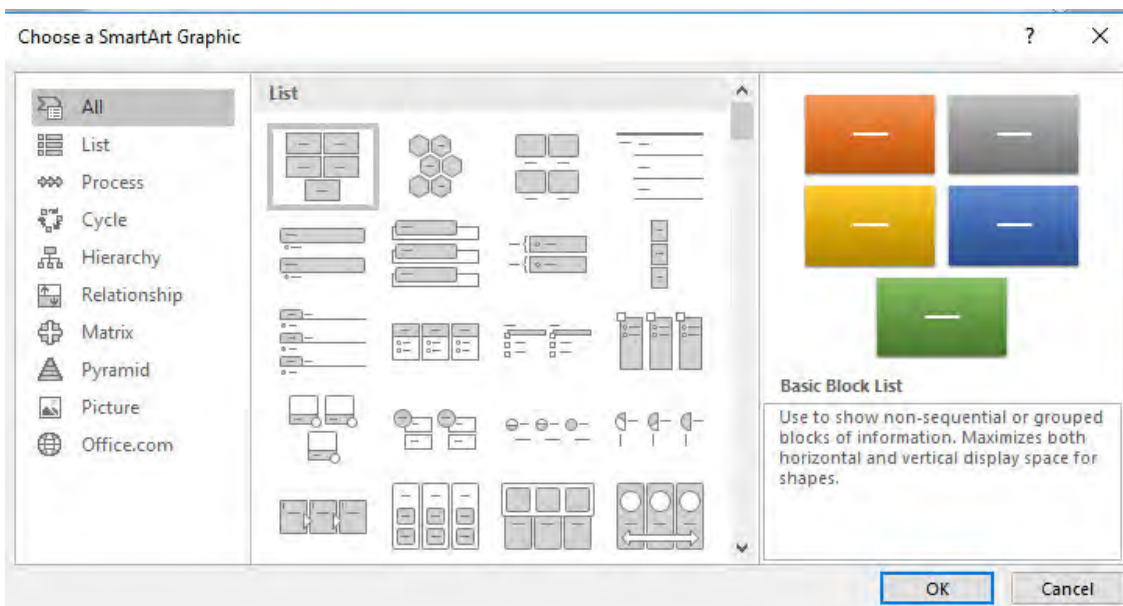 Choose a SmartArt Graphic
?
All
List
Process
Cycle
Hierarchy
Relationship
Matrix
Pyramid
Picture
Office.com
List
Basic Block List
Use to show non-sequential or grouped
blocks of information. Maximizes both
horizontal and vertical display space for
shapes.
OK
Cancel